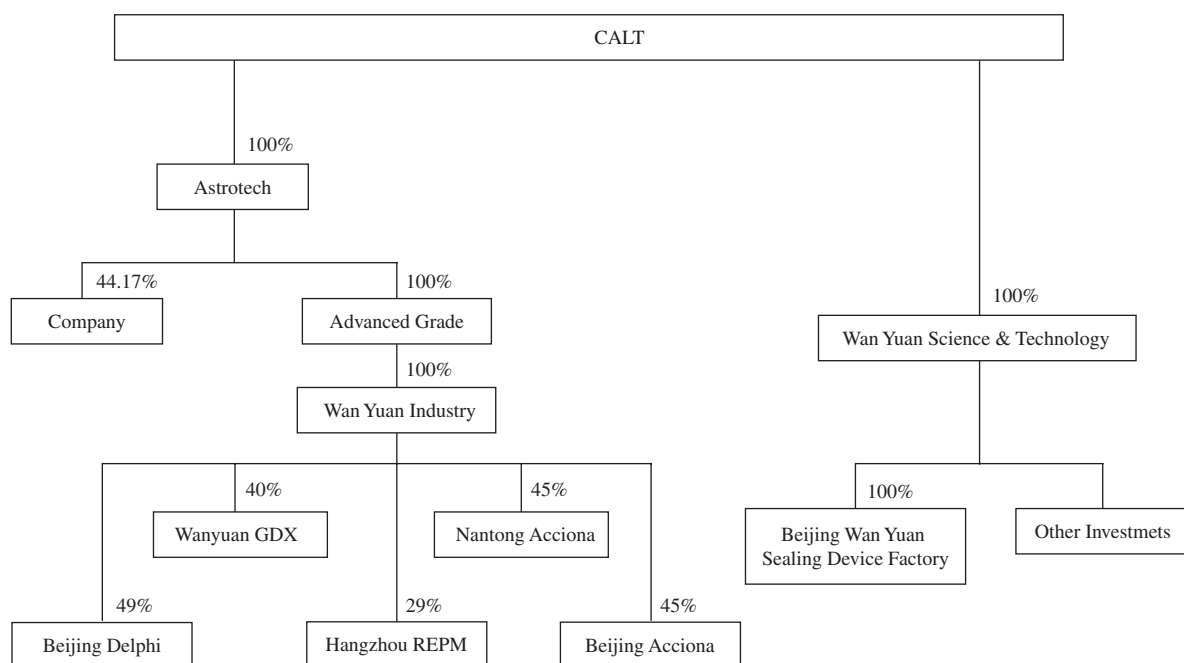 CALT
100%
Astrotech
44.17%
100%
100%
Company
Advanced Grade
Wan Yuan Science & Technology
100%
Wan Yuan Industry
40%
45%
100%
Wanyuan GDX
Nantong Acciona
Beijing Wan Yuan
Sealing Device Factory
Other Investmets
49%
29%
45%
Beijing Delphi
Hangzhou REPM
Beijing Acciona